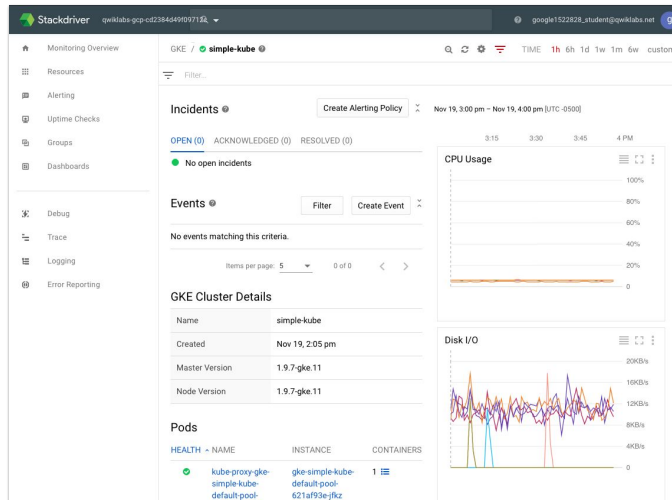 Stackdriver
qwiklabs-gcp-cd2384d49f0971
google1522828_student@qwiklabs.net
g
Monitoring Overview
Resources
Alerting
Uptime Checks
Groups
Dashboards
Debug
Trace
Logging
Error Reporting
GKE / simple-kube
TIME 1h 6h 1d 1w 1m 6w custom
Filter...
Incidents
Create Alerting Policy
OPEN (0) ACKNOWLEDGED (0) RESOLVED (0)
No open incidents
Events
Filter
Create Event
No events matching this criteria.
Items per page: 5 0 of 0
GKE Cluster Details
Name simple-kube
Created Nov 19, 2:05 pm
Master Version 1.9.7-gke.11
Node Version 1.9.7-gke.11
Pods
HEALTH NAME INSTANCE CONTAINERS
kube-proxy-gke- gke-simple-kube- 1
simple-kube- default-pool-
default-pool- 621af93e-jfkz
Nov 19, 3:00 pm – Nov 19, 4:00 pm [UTC -0500]
3:15 3:30 3:45 4 PM
CPU Usage
100%
80%
60%
40%
20%
0
Disk I/O
20KB/s
16KB/s
12KB/s
8KB/s
4KB/s
0